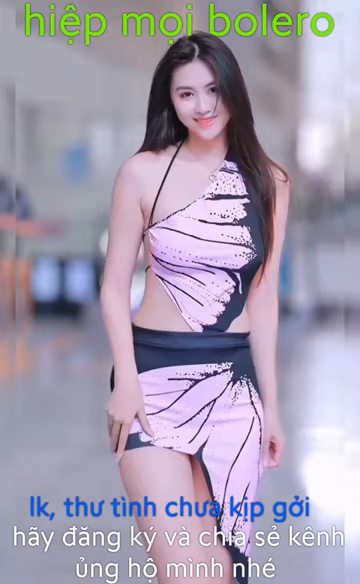 hiệp mọi bolero
lk, thư tình chưa kịp gởi
hãy đăng ký và chia sẻ kênh
ủng hộ mình nhé